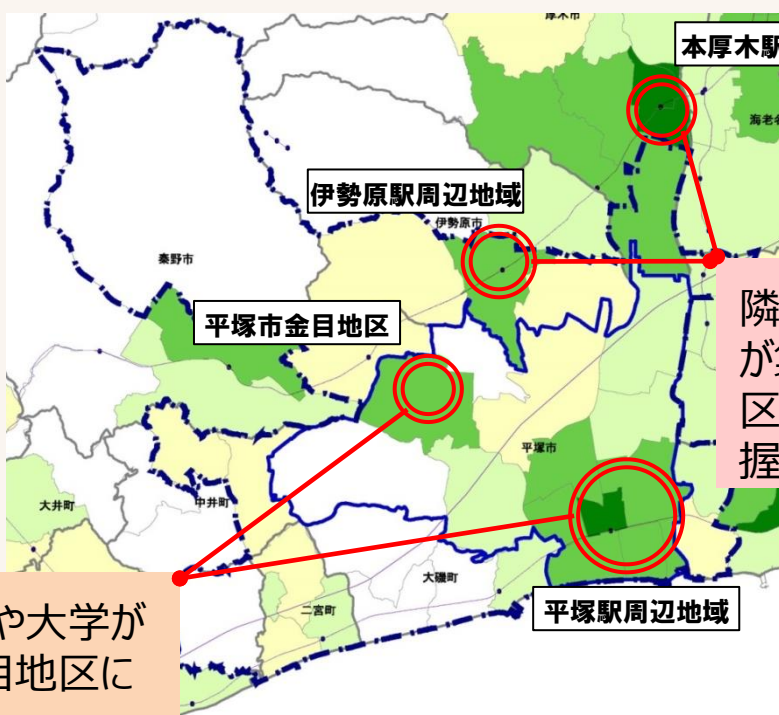 厚木市
本厚木駅
海老名
伊勢原駅周辺地域
伊勢原市
秦野市
平塚市金目地区
隣
が
区
握
平塚市
大井町
中井町
大磯町
二宮町
平塚駅周辺地域
や大学が
目地区に